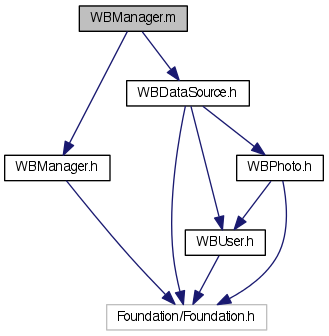 WBManager.m
WBDataSource.h
WBManager.h
WBPhoto.h
WBUser.h
Foundation/Foundation.h